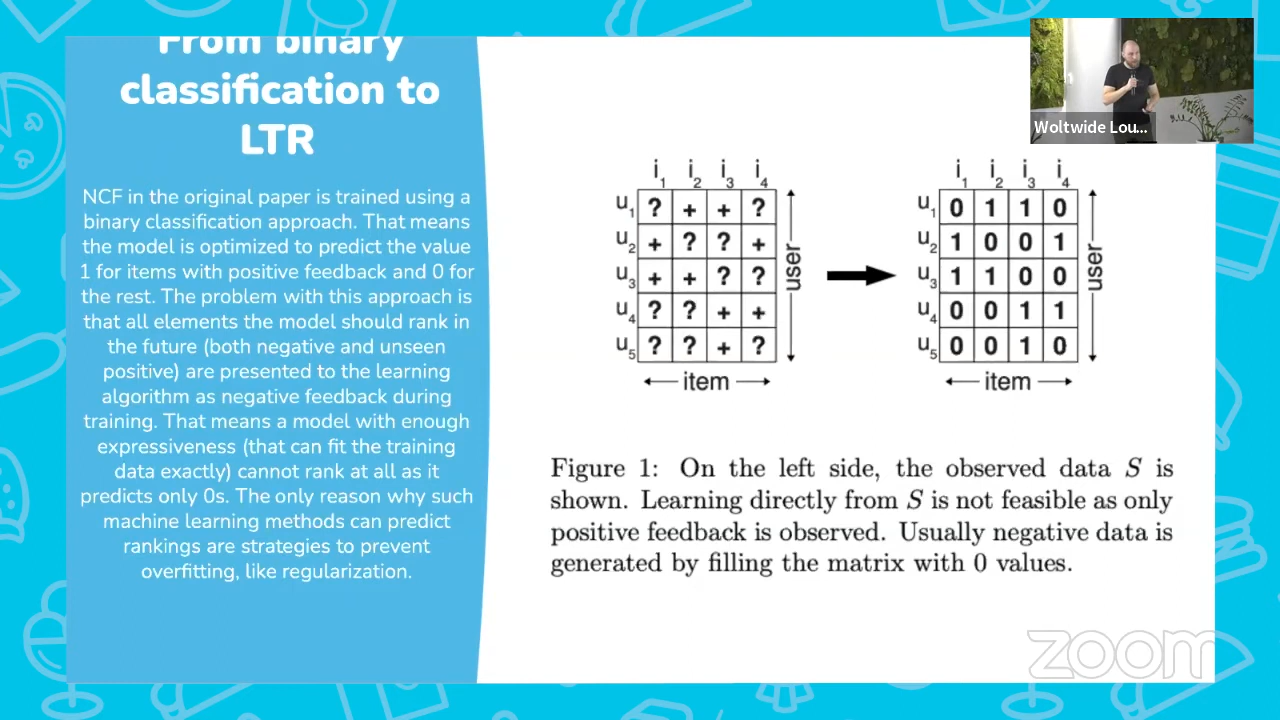 From binary
classification to
LTR
NCF in the original paper is trained using a
binary classification approach. That means
the model is optimized to predict the value
1 for items with positive feedback and 0 for
the rest. The problem with this approach is
that all elements the model should rank in
the future (both negative and unseen
positive) are presented to the learning
algorithm as negative feedback during
training. That means a model with enough
expressiveness (that can fit the training
data exactly) cannot rank at all as it
predicts only 0s. The only reason why such
machine learning methods can predict
rankings are strategies to prevent
overfitting, like regularization.
i1 i2 i3 i4
u1 ? + + ?
u2 + ? ? +
u3 + + ? ?
u4 ? ? + +
u5 ? ? + ?
user
item
i1 i2 i3 i4
u1 0 1 1 0
u2 1 0 0 1
u3 1 1 0 0
u4 0 0 1 1
u5 0 0 1 0
user
item
Figure 1: On the left side, the observed data S is
shown. Learning directly from S is not feasible as only
positive feedback is observed. Usually negative data is
generated by filling the matrix with 0 values.
Woltwide Lou...
zoom